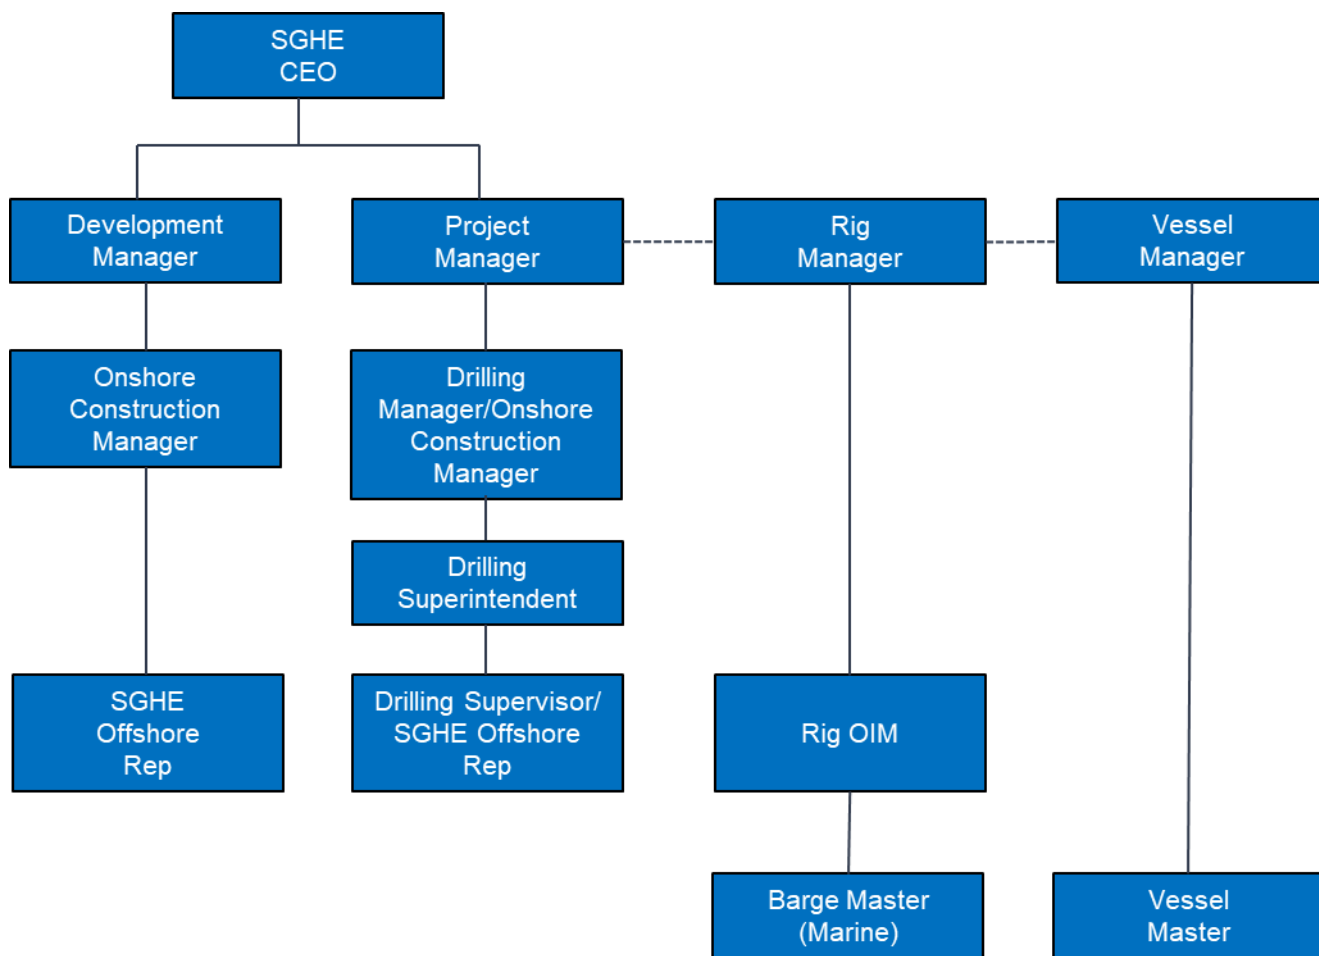 SGHE
CEO
Development
Manager
Project
Manager
Rig
Manager
Vessel
Manager
Onshore
Construction
Manager
Drilling
Manager/Onshore
Construction
Manager
Drilling
Superintendent
SGHE
Offshore
Rep
Drilling Supervisor/
SGHE Offshore
Rep
Rig OIM
Barge Master
(Marine)
Vessel
Master